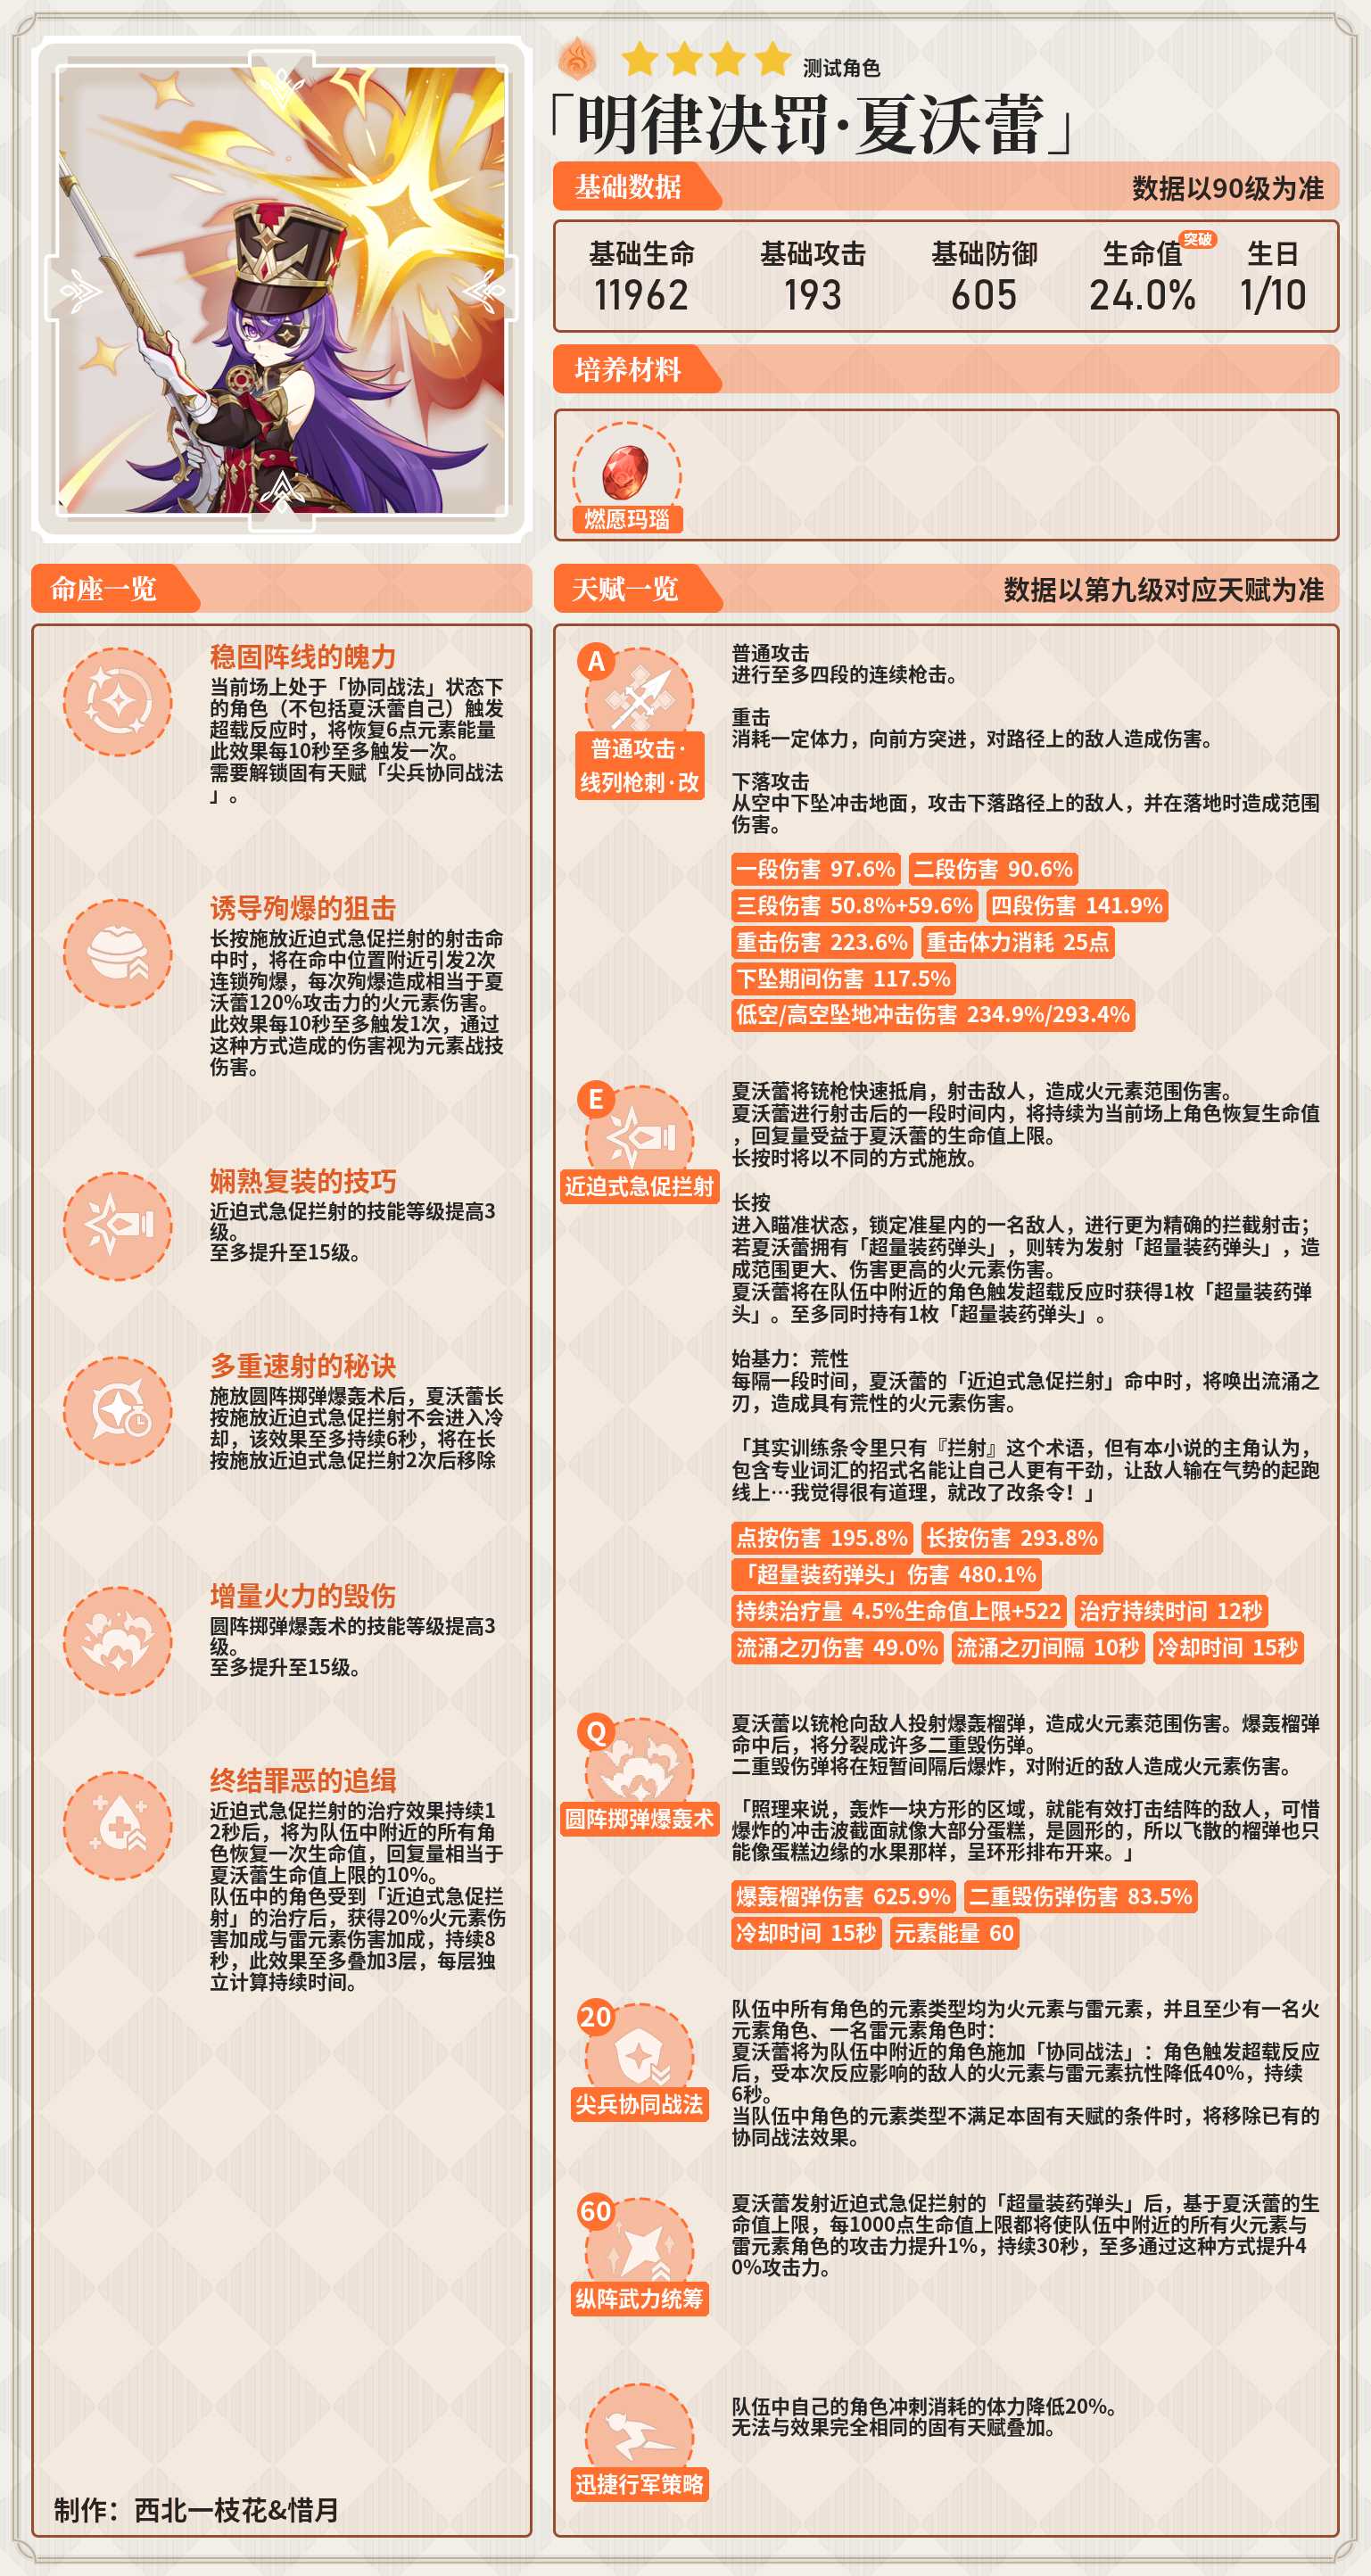 测试角色
「明律决罚·夏沃蕾」
基础数据
数据以90级为准
基础生命
11962
基础攻击
193
基础防御
605
生命值
突破
24.0%
生日
1/10
培养材料
燃愿玛瑙
命座一览
稳固阵线的魄力
当前场上处于「协同战法」状态下
的角色（不包括夏沃蕾自己）触发
超载反应时，将恢复6点元素能量
此效果每10秒至多触发一次。
需要解锁固有天赋「尖兵协同战法
」。
诱导殉爆的狙击
长按施放近迫式急促拦射的射击命
中时，将在命中位置附近引发2次
连锁殉爆，每次殉爆造成相当于夏
沃蕾120%攻击力的火元素伤害。
此效果每10秒至多触发1次，通过
这种方式造成的伤害视为元素战技
伤害。
娴熟复装的技巧
近迫式急促拦射的技能等级提高3
级。
至多提升至15级。
多重速射的秘诀
施放圆阵掷弹爆轰术后，夏沃蕾长
按施放近迫式急促拦射不会进入冷
却，该效果至多持续6秒，将在长
按施放近迫式急促拦射2次后移除
增量火力的毁伤
圆阵掷弹爆轰术的技能等级提高3
级。
至多提升至15级。
终结罪恶的追缉
近迫式急促拦射的治疗效果持续1
2秒后，将为队伍中附近的所有角
色恢复一次生命值，回复量相当于
夏沃蕾生命值上限的10%。
队伍中的角色受到「近迫式急促拦
射」的治疗后，获得20%火元素伤
害加成与雷元素伤害加成，持续8
秒，此效果至多叠加3层，每层独
立计算持续时间。
制作：西北一枝花&惜月
天赋一览
数据以第九级对应天赋为准
A
普通攻击·
线列枪刺·改
普通攻击
进行至多四段的连续枪击。
重击
消耗一定体力，向前方突进，对路径上的敌人造成伤害。
下落攻击
从空中下坠冲击地面，攻击下落路径上的敌人，并在落地时造成范围
伤害。
一段伤害 97.6% 二段伤害 90.6%
三段伤害 50.8%+59.6% 四段伤害 141.9%
重击伤害 223.6% 重击体力消耗 25点
下坠期间伤害 117.5%
低空/高空坠地冲击伤害 234.9%/293.4%
E
近迫式急促拦射
夏沃蕾将铳枪快速抵肩，射击敌人，造成火元素范围伤害。
夏沃蕾进行射击后的一段时间内，将持续为当前场上角色恢复生命值
，回复量受益于夏沃蕾的生命值上限。
长按时将以不同的方式施放。
长按
进入瞄准状态，锁定准星内的一名敌人，进行更为精确的拦截射击；
若夏沃蕾拥有「超量装药弹头」，则转为发射「超量装药弹头」，造
成范围更大、伤害更高的火元素伤害。
夏沃蕾将在队伍中附近的角色触发超载反应时获得1枚「超量装药弹
头」。至多同时持有1枚「超量装药弹头」。
始基力：荒性
每隔一段时间，夏沃蕾的「近迫式急促拦射」命中时，将唤出流涌之
刃，造成具有荒性的火元素伤害。
「其实训练条令里只有『拦射』这个术语，但有本小说的主角认为，
包含专业词汇的招式名能让自己人更有干劲，让敌人输在气势的起跑
线上…我觉得很有道理，就改了改条令！」
点按伤害 195.8% 长按伤害 293.8%
「超量装药弹头」伤害 480.1%
持续治疗量 4.5%生命值上限+522 治疗持续时间 12秒
流涌之刃伤害 49.0% 流涌之刃间隔 10秒 冷却时间 15秒
Q
圆阵掷弹爆轰术
夏沃蕾以铳枪向敌人投射爆轰榴弹，造成火元素范围伤害。爆轰榴弹
命中后，将分裂成许多二重毁伤弹。
二重毁伤弹将在短暂间隔后爆炸，对附近的敌人造成火元素伤害。
「照理来说，轰炸一块方形的区域，就能有效打击结阵的敌人，可惜
爆炸的冲击波截面就像大部分蛋糕，是圆形的，所以飞散的榴弹也只
能像蛋糕边缘的水果那样，呈环形排布开来。」
爆轰榴弹伤害 625.9% 二重毁伤弹伤害 83.5%
冷却时间 15秒 元素能量 60
20
尖兵协同战法
队伍中所有角色的元素类型均为火元素与雷元素，并且至少有一名火
元素角色、一名雷元素角色时：
夏沃蕾将为队伍中附近的角色施加「协同战法」：角色触发超载反应
后，受本次反应影响的敌人的火元素与雷元素抗性降低40%，持续
6秒。
当队伍中角色的元素类型不满足本固有天赋的条件时，将移除已有的
协同战法效果。
60
纵阵武力统筹
夏沃蕾发射近迫式急促拦射的「超量装药弹头」后，基于夏沃蕾的生
命值上限，每1000点生命值上限都将使队伍中附近的所有火元素与
雷元素角色的攻击力提升1%，持续30秒，至多通过这种方式提升4
0%攻击力。
迅捷行军策略
队伍中自己的角色冲刺消耗的体力降低20%。
无法与效果完全相同的固有天赋叠加。